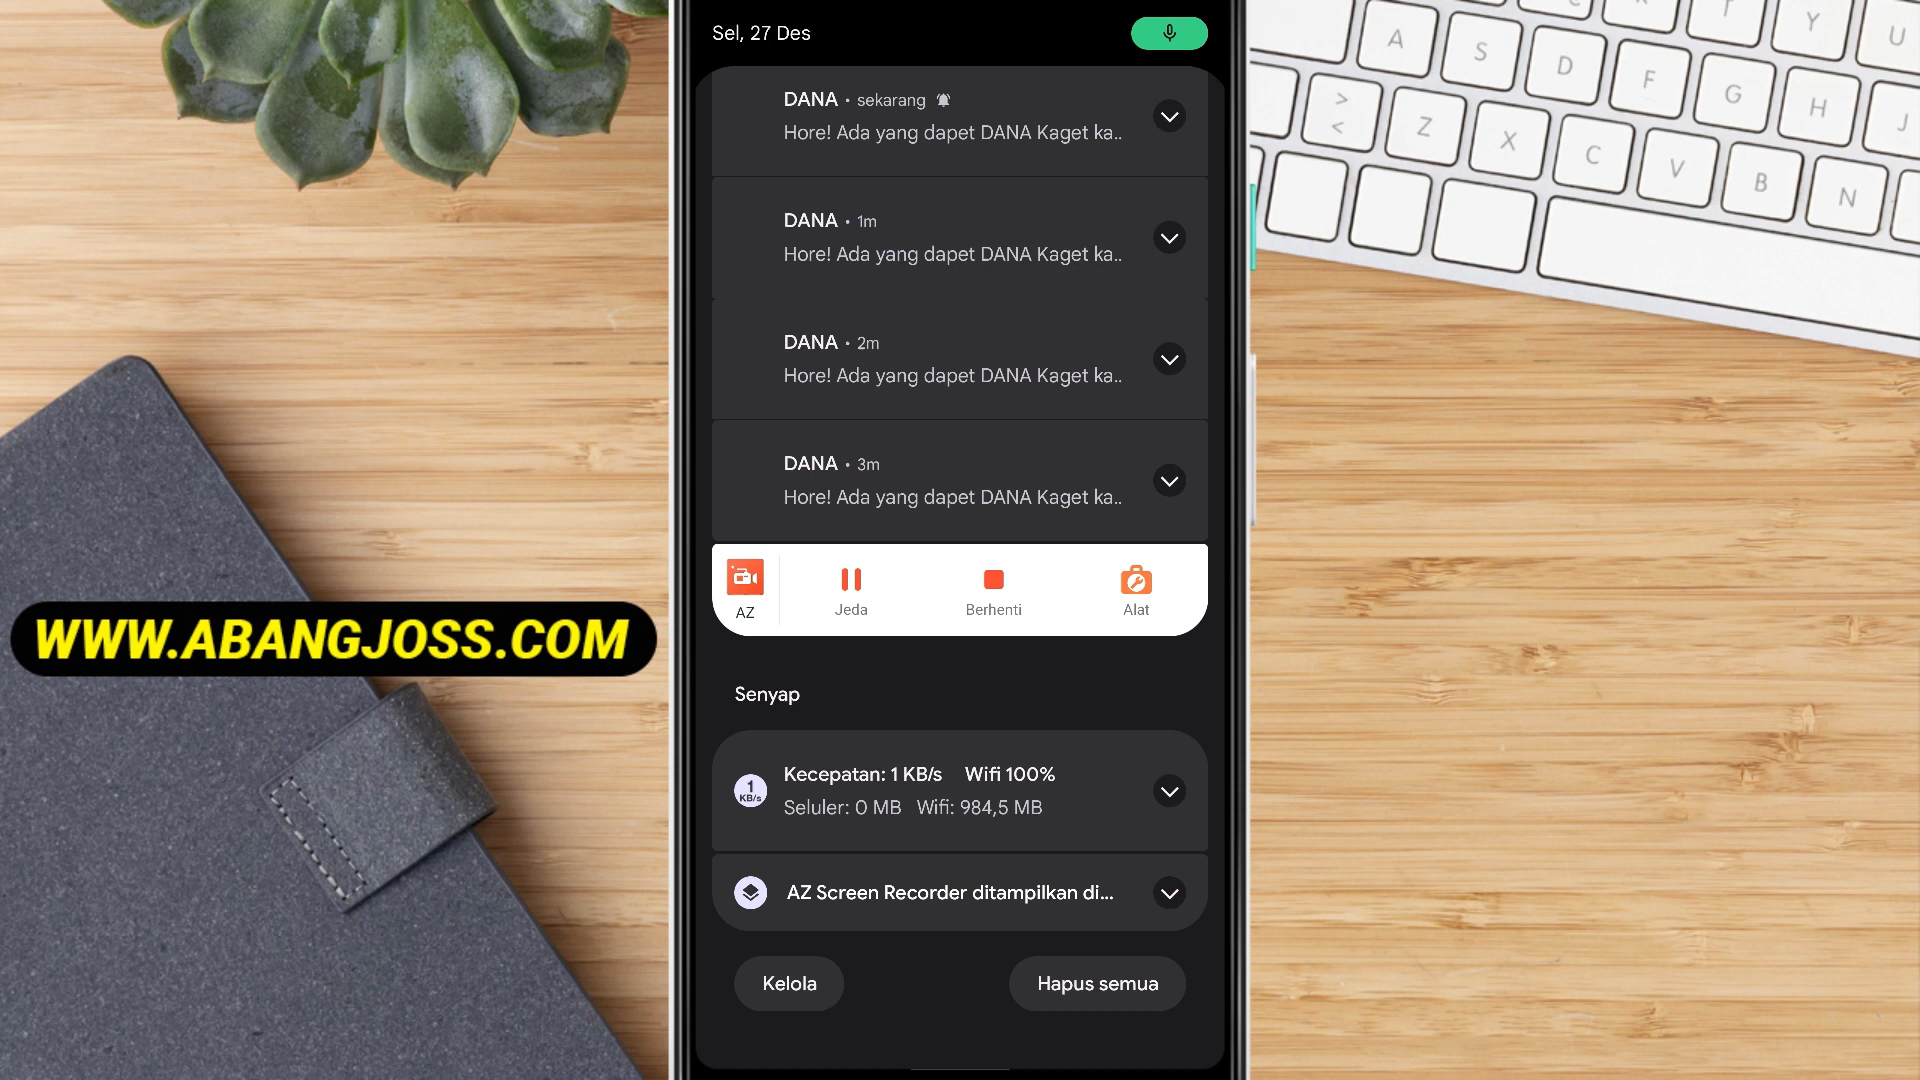 Sel, 27 Des
DANA • sekarang
Hore! Ada yang dapet DANA Kaget ka..
DANA • 1m
Hore! Ada yang dapet DANA Kaget ka..
DANA • 2m
Hore! Ada yang dapet DANA Kaget ka..
DANA • 3m
Hore! Ada yang dapet DANA Kaget ka..
AZ
Jeda
Berhenti
Alat
WWW.ABANGJOSS.COM
Senyap
1 KB/s
Kecepatan: 1 KB/s Wifi 100%
Seluler: 0 MB Wifi: 984,5 MB
AZ Screen Recorder ditampilkan di...
Kelola
Hapus semua
T Y U
A S D F G H J
> <
Z X C V B N